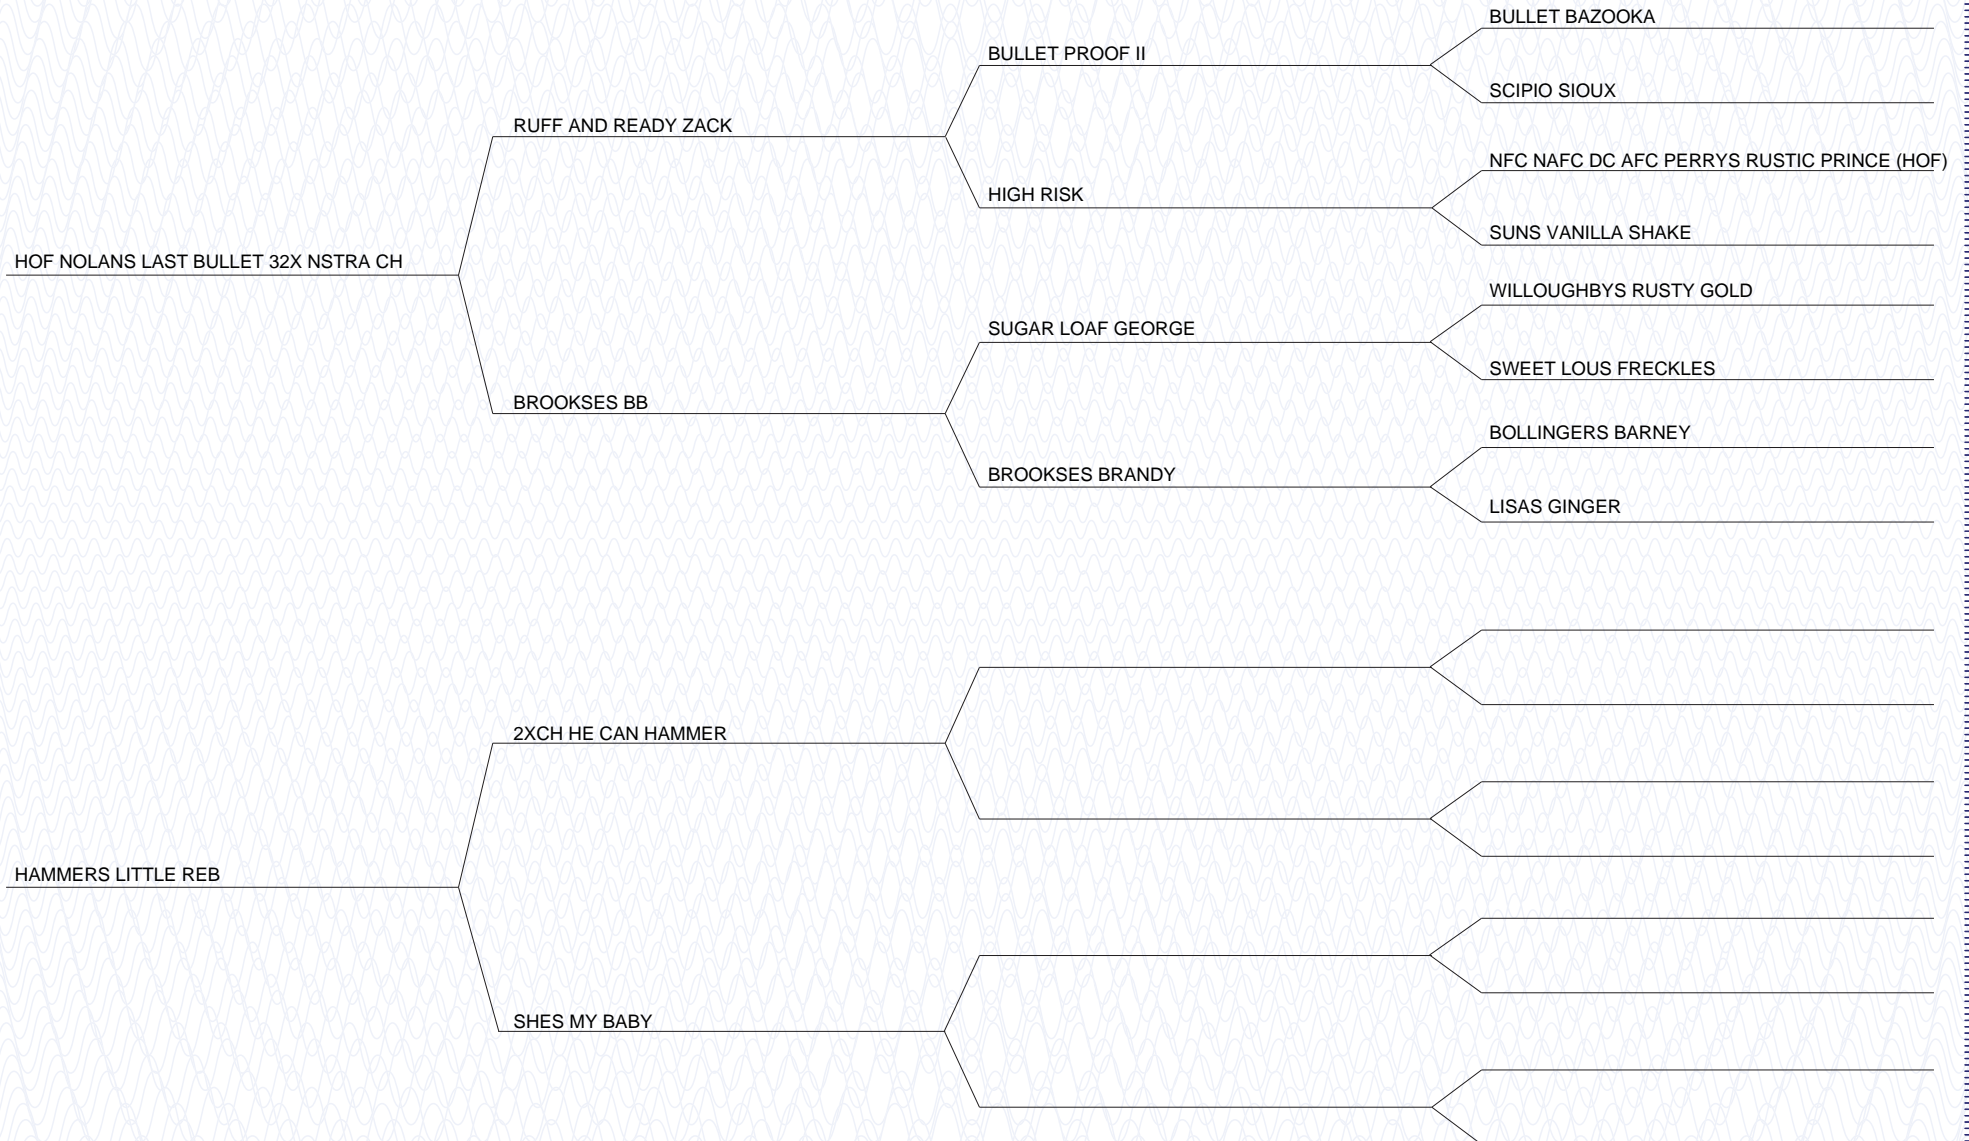 BULLET BAZOOKA
BULLET PROOF II
SCIPIO SIOUX
RUFF AND READY ZACK
NFC NAFC DC AFC PERRYS RUSTIC PRINCE (HOF)
HIGH RISK
SUNS VANILLA SHAKE
HOF NOLANS LAST BULLET 32X NSTRA CH
WILLOUGHBYS RUSTY GOLD
SUGAR LOAF GEORGE
SWEET LOUS FRECKLES
BROOKSES BB
BOLLINGERS BARNEY
BROOKSES BRANDY
LISAS GINGER
2XCH HE CAN HAMMER
HAMMERS LITTLE REB
SHES MY BABY